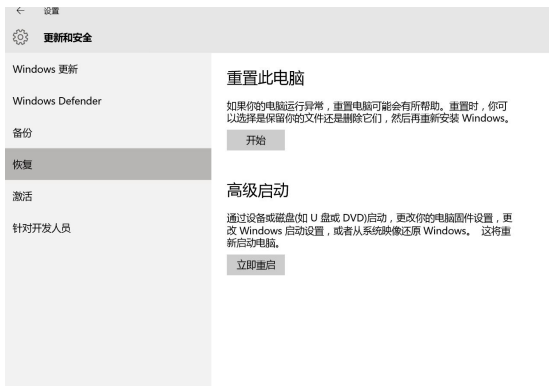 ← 设置
更新和安全
Windows 更新
Windows Defender
备份
恢复
激活
针对开发人员
重置此电脑
如果你的电脑运行异常，重置电脑可能会有所帮助。重置时，你可
以选择是保留你的文件还是删除它们，然后再重新安装 Windows。
开始
高级启动
通过设备或磁盘(如 U 盘或 DVD)启动，更改你的电脑固件设置，更
改 Windows 启动设置，或者从系统映像还原 Windows。 这将重
新启动电脑。
立即重启